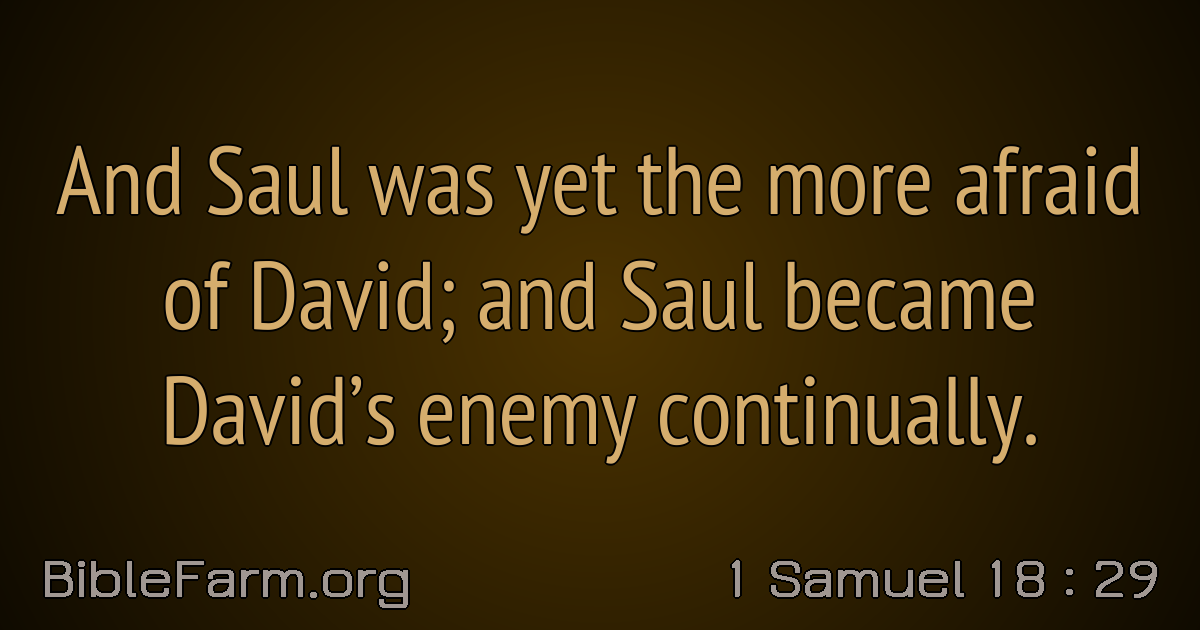 And Saul was yet the more afraid
of David; and Saul became
David’s enemy continually.
BibleFarm.org
1 Samuel 18 : 29